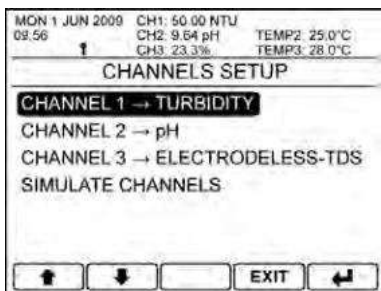 MON 1 JUN 2009 CH1: 50.00 NTU
09:56 CH2: 9.64 pH TEMP2: 25.0°C
CH3: 23.3% TEMP3: 28.0°C
CHANNELS SETUP
CHANNEL 1 → TURBIDITY
CHANNEL 2 → pH
CHANNEL 3 → ELECTRODELESS-TDS
SIMULATE CHANNELS
EXIT